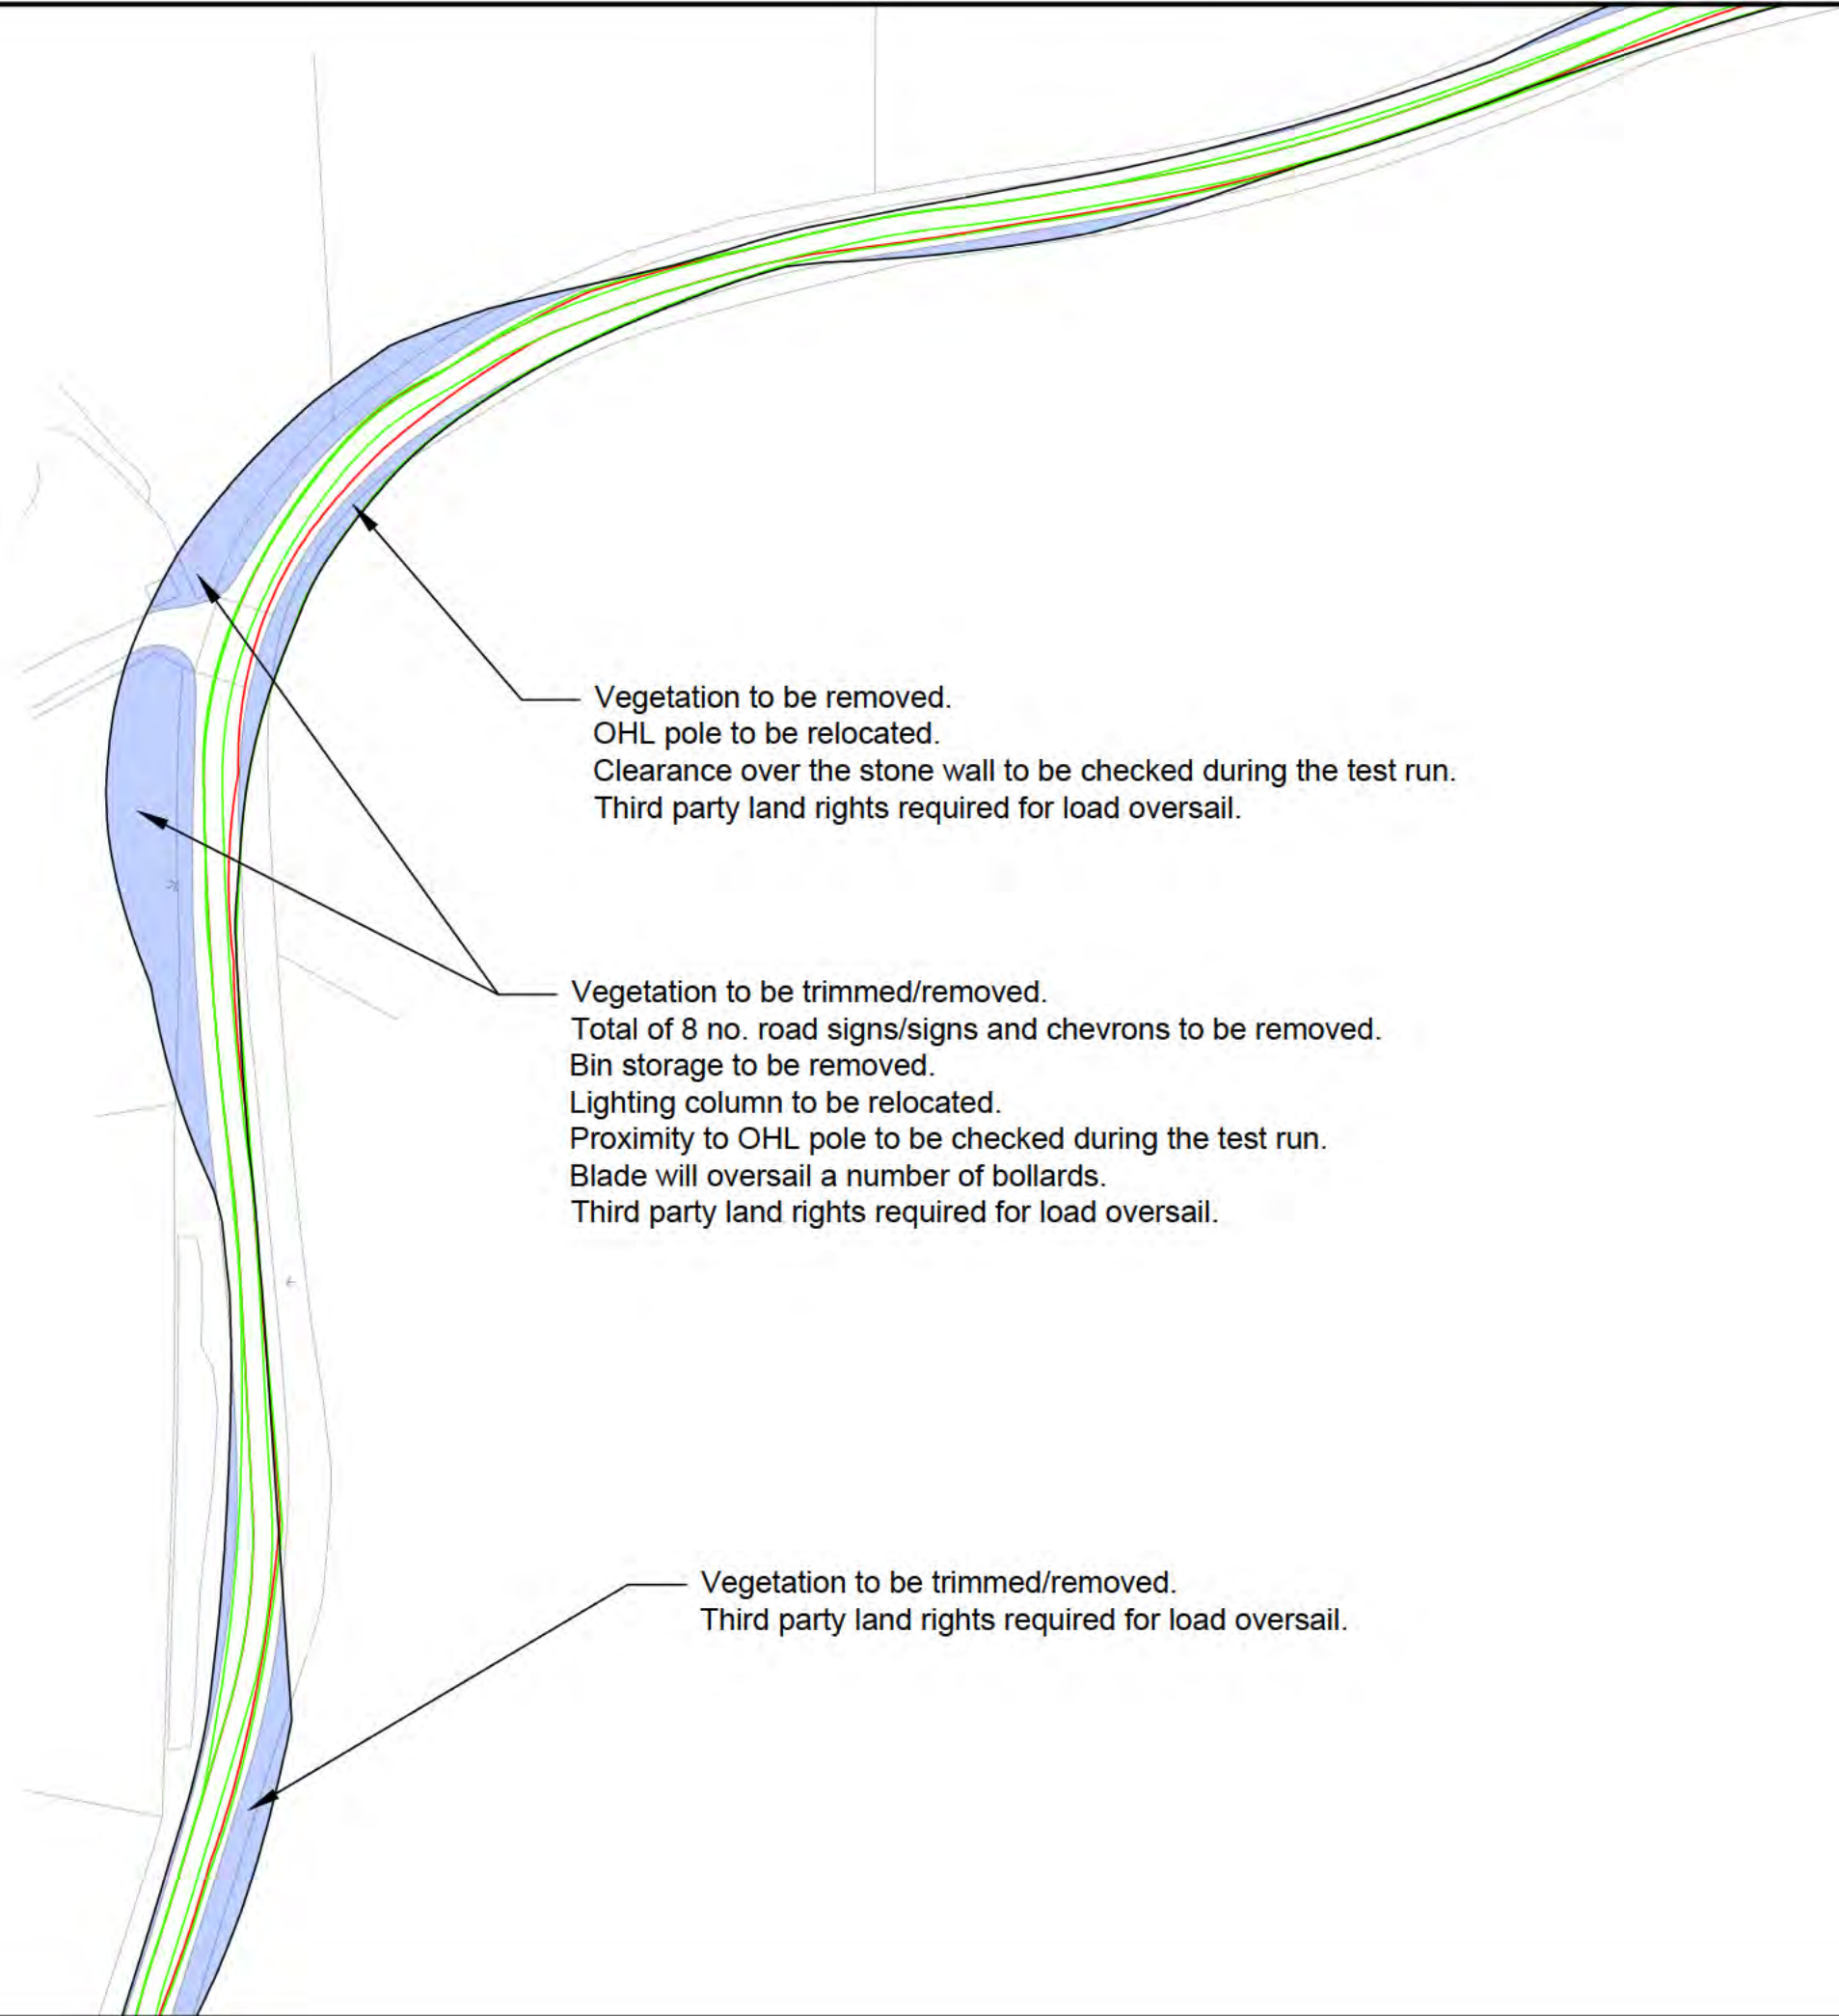 Vegetation to be removed.
OHL pole to be relocated.
Clearance over the stone wall to be checked during the test run.
Third party land rights required for load oversail.
Vegetation to be trimmed/removed.
Total of 8 no. road signs/signs and chevrons to be removed.
Bin storage to be removed.
Lighting column to be relocated.
Proximity to OHL pole to be checked during the test run.
Blade will oversail a number of bollards.
Third party land rights required for load oversail.
Vegetation to be trimmed/removed.
Third party land rights required for load oversail.